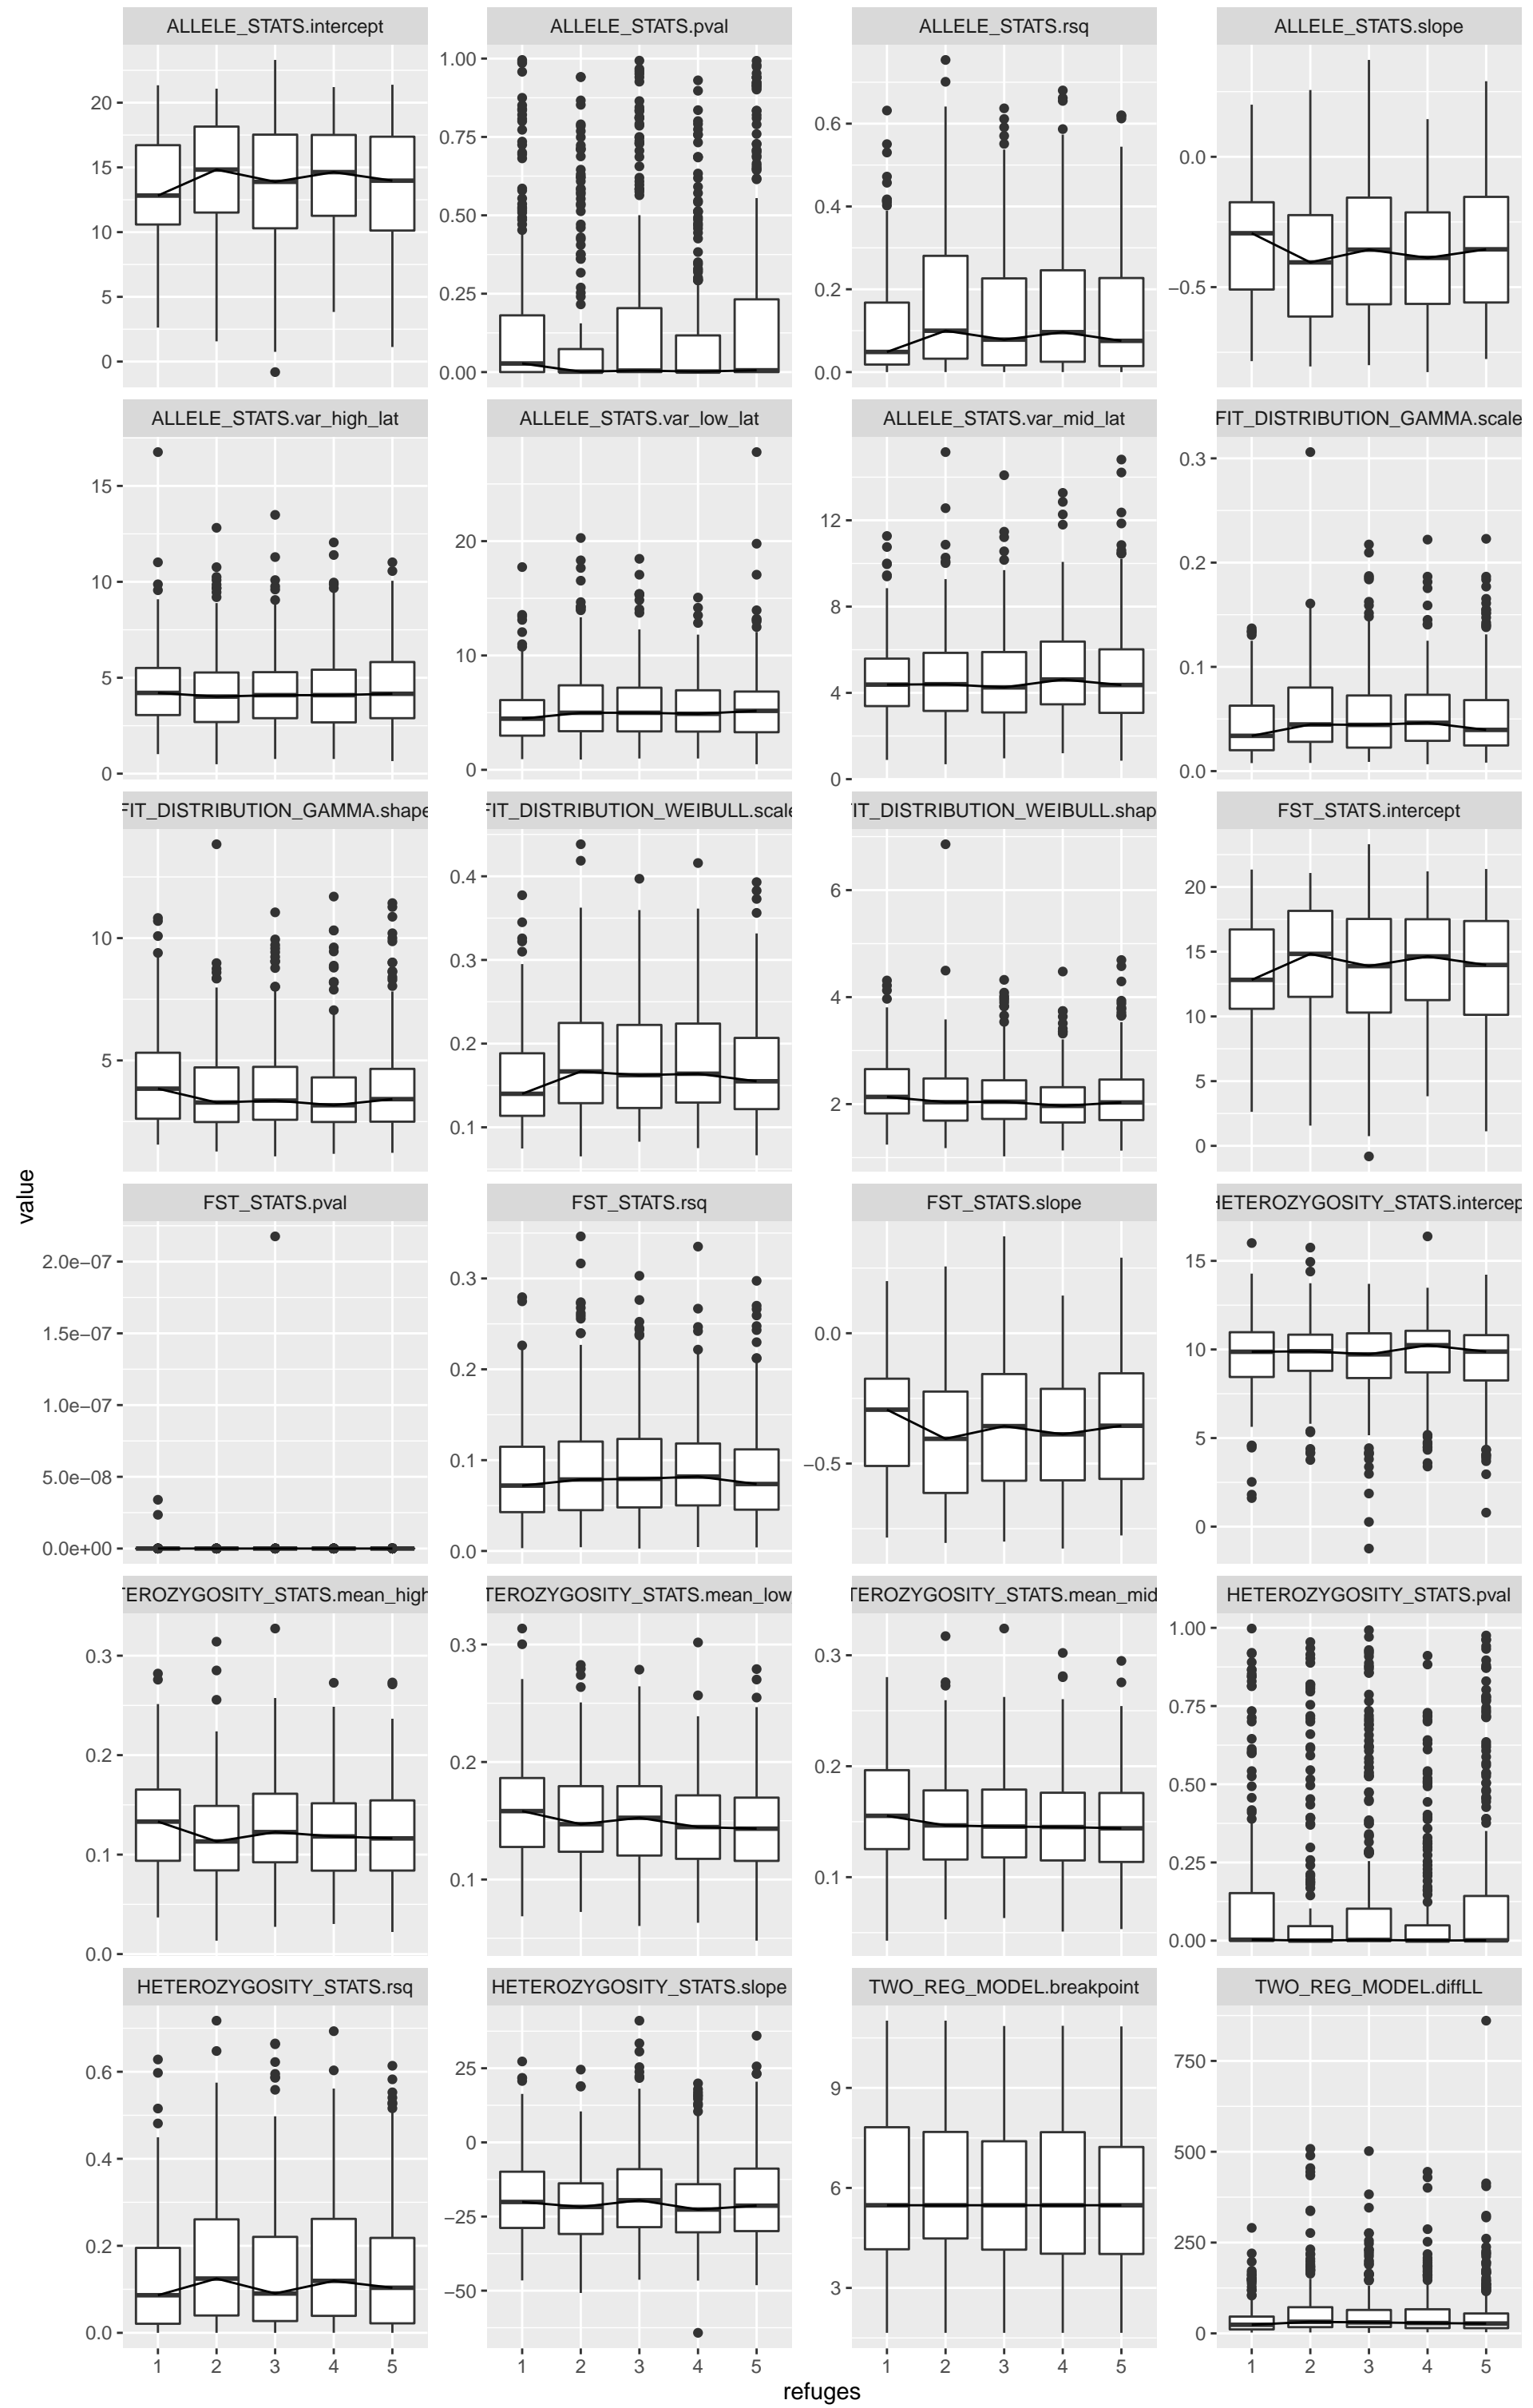 ALLELE_STATS.intercept
ALLELE_STATS.pval
ALLELE_STATS.rsq
ALLELE_STATS.slope
20
15
10
5
0
1.00
0.75
0.50
0.25
0.00
0.6
0.4
0.2
0.0
0.0
−0.5
ALLELE_STATS.var_high_lat
ALLELE_STATS.var_low_lat
ALLELE_STATS.var_mid_lat
FIT_DISTRIBUTION_GAMMA.scale
15
10
5
0
20
10
0
12
8
4
0
0.3
0.2
0.1
0.0
FIT_DISTRIBUTION_GAMMA.shape
FIT_DISTRIBUTION_WEIBULL.scale
IT_DISTRIBUTION_WEIBULL.shap
FST_STATS.intercept
10
5
0.4
0.3
0.2
0.1
6
4
2
20
15
10
5
0
value
FST_STATS.pval
FST_STATS.rsq
FST_STATS.slope
HETEROZYGOSITY_STATS.intercep
2.0e−07
1.5e−07
1.0e−07
5.0e−08
0.0e+00
0.3
0.2
0.1
0.0
0.0
−0.5
15
10
5
0
TEROZYGOSITY_STATS.mean_high
TEROZYGOSITY_STATS.mean_low
TEROZYGOSITY_STATS.mean_mid
HETEROZYGOSITY_STATS.pval
0.3
0.2
0.1
0.0
0.3
0.2
0.1
0.3
0.2
0.1
1.00
0.75
0.50
0.25
0.00
HETEROZYGOSITY_STATS.rsq
HETEROZYGOSITY_STATS.slope
TWO_REG_MODEL.breakpoint
TWO_REG_MODEL.diffLL
0.6
0.4
0.2
0.0
25
0
−25
−50
9
6
3
750
500
250
0
1 2 3 4 5
1 2 3 4 5
1 2 3 4 5
1 2 3 4 5
refuges